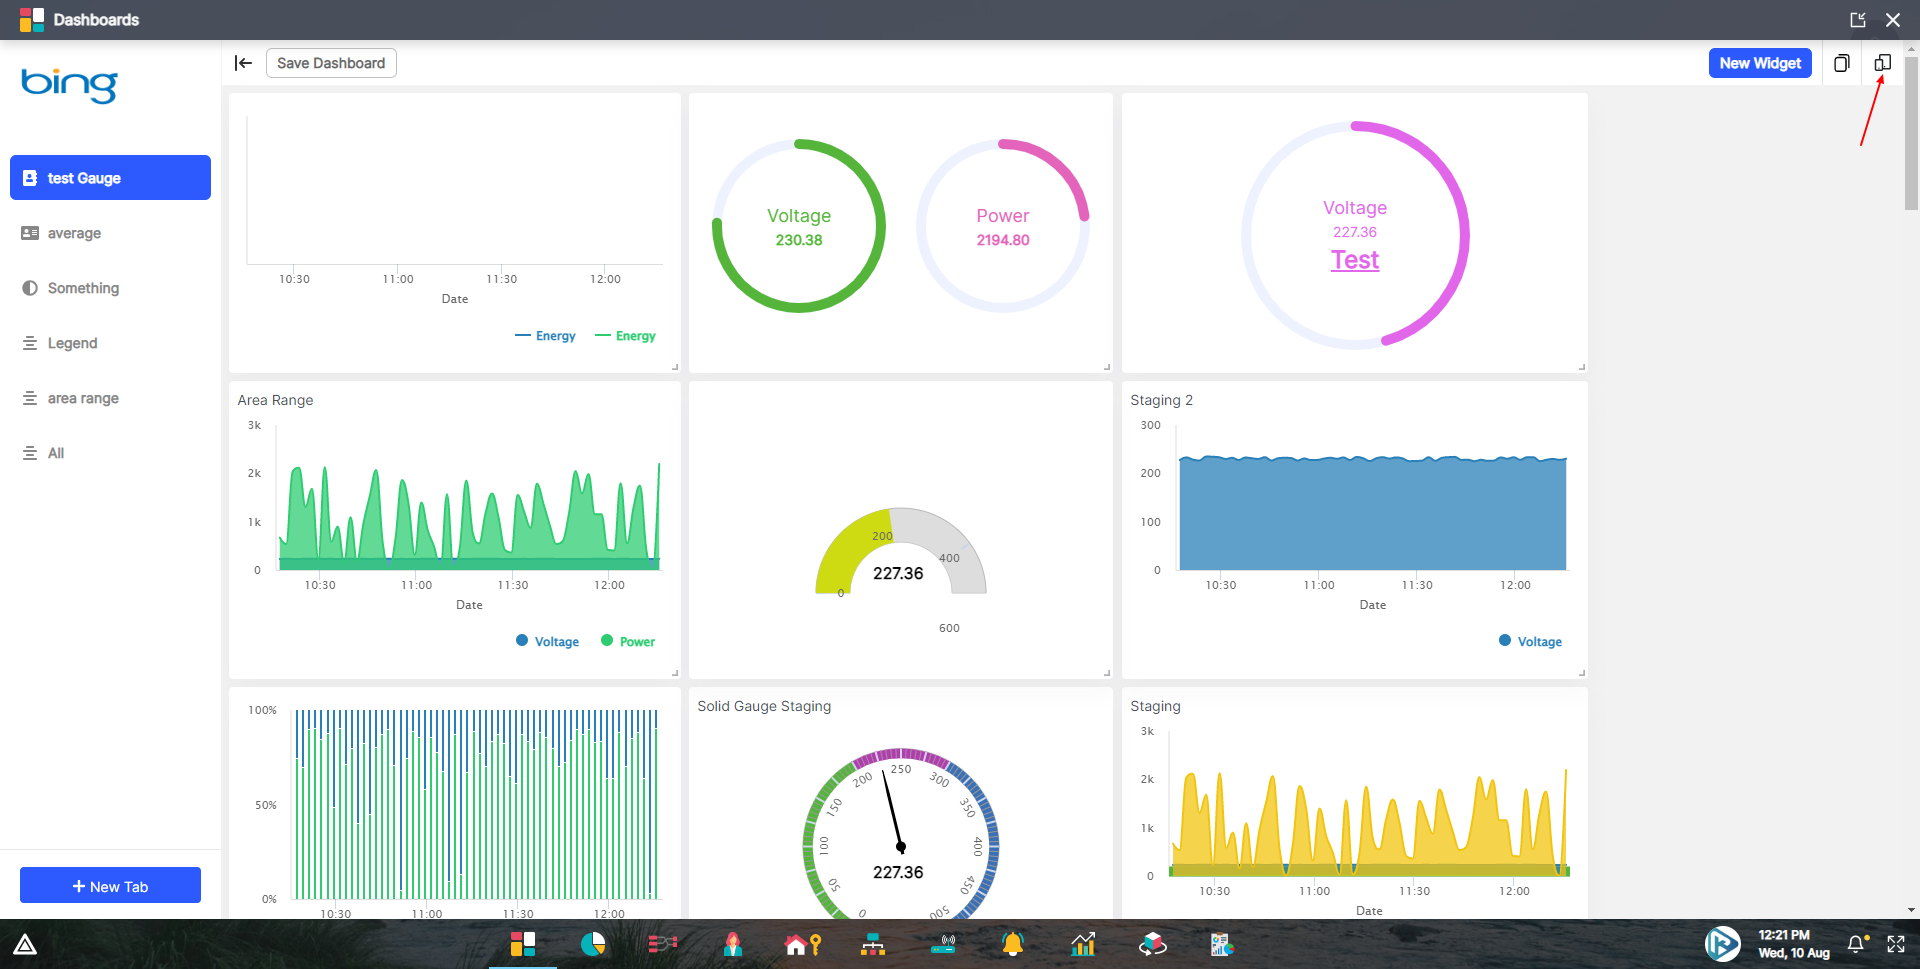 Dashboards
bing
Save Dashboard
New Widget
test Gauge
average
Something
Legend
area range
All
+ New Tab
10:30 11:00 11:30 12:00
Date
Energy Energy
Voltage
230.38
Power
2194.80
Voltage
227.36
Test
Area Range
3k
2k
1k
0
10:30 11:00 11:30 12:00
Date
Voltage Power
200
400
227.36
0
600
Staging 2
300
200
100
0
10:30 11:00 11:30 12:00
Date
Voltage
100%
50%
0%
10:30 11:00 11:30 12:00
Solid Gauge Staging
0 50 100 150 200 250 300 350 400 450 500
227.36
Staging
3k
2k
1k
0
10:30 11:00 11:30 12:00
Date
12:21 PM
Wed, 10 Aug